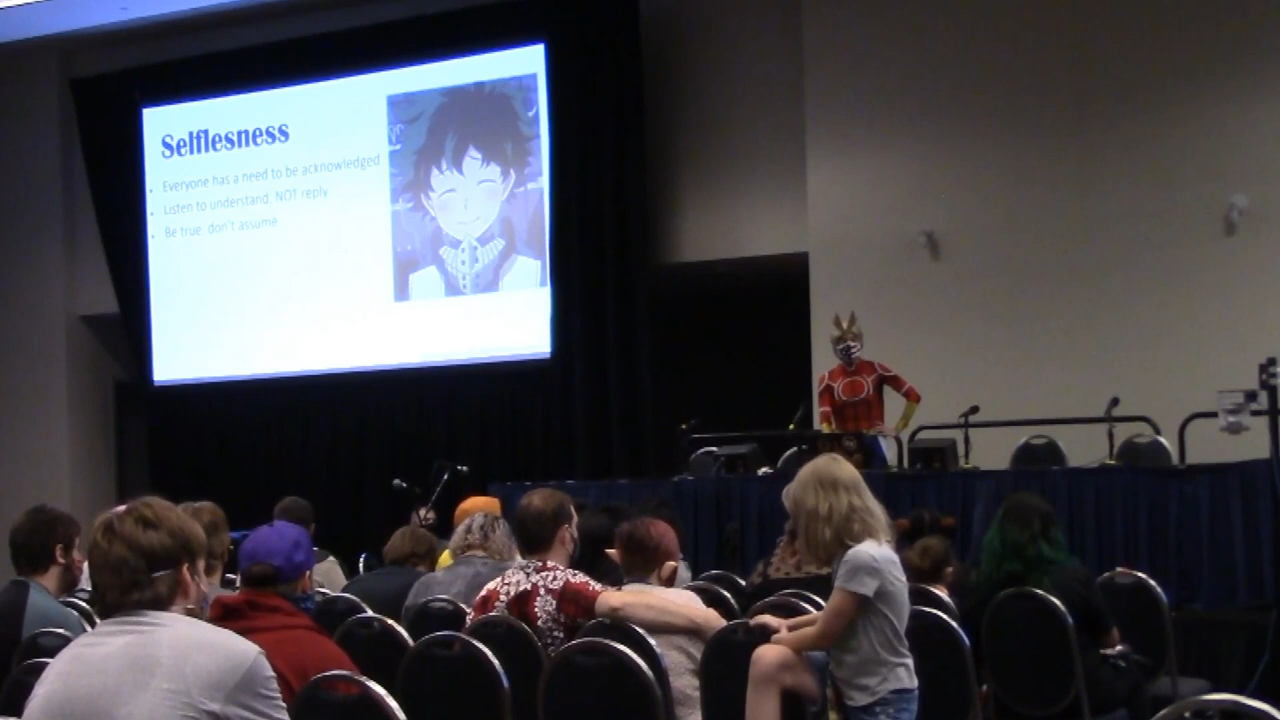 Selflesness
Everyone has a need to be acknowledged
Listen to understand, NOT reply
Be true, don't assume